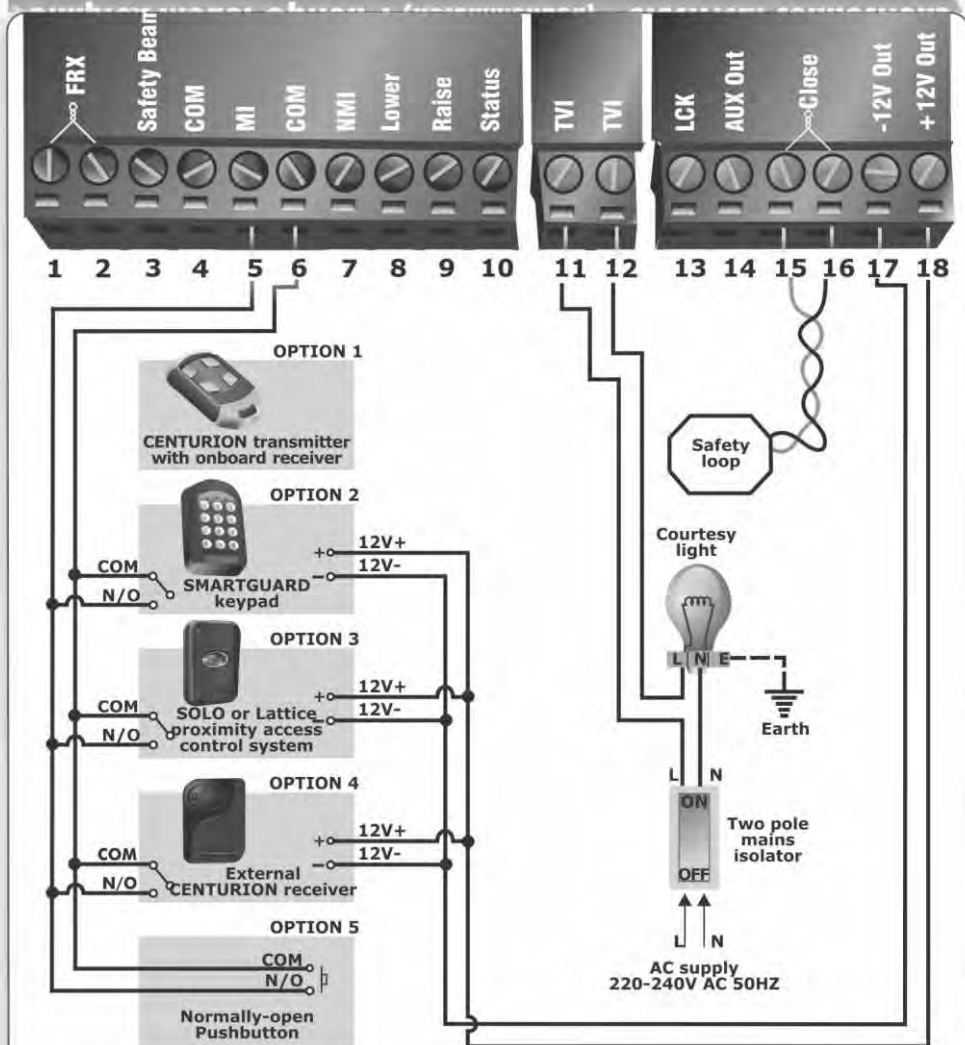 FRX
Safety Beam
COM
MI
COM
NMI
Lower
Raise
Status
TVI
TVI
LCK
AUX Out
Close
-12V Out
+12V Out
1 2 3 4 5 6 7 8 9 10 11 12 13 14 15 16 17 18
OPTION 1
CENTURION transmitter
with onboard receiver
OPTION 2
12V+
12V-
COM
N/O
SMARTGUARD
keypad
OPTION 3
12V+
12V-
COM
N/O
SOLO or Lattice
proximity access
control system
OPTION 4
12V+
12V-
COM
N/O
External
CENTURION receiver
OPTION 5
COM
N/O
Normally-open
Pushbutton
Safety
loop
Courtesy
light
L N E
Earth
L N
ON
OFF
Two pole
mains
isolator
L N
AC supply
220-240V AC 50HZ